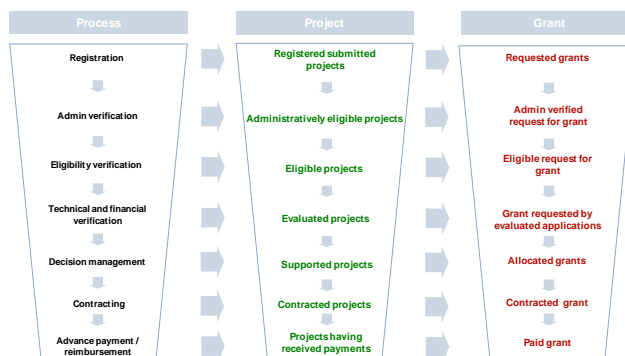 Process Project Grant
Registration
Registered submitted
projects
Requested grants
Admin verification
Administratively eligible projects
Admin verified
request for grant
Eligibility verification
Eligible projects
Eligible request for
grant
Technical and financial
verification
Evaluated projects
Grant requested by
evaluated applications
Decision management
Supported projects
Allocated grants
Contracting
Contracted projects
Contracted grant
Advance payment /
reimbursement
Projects having
received payments
Paid grant